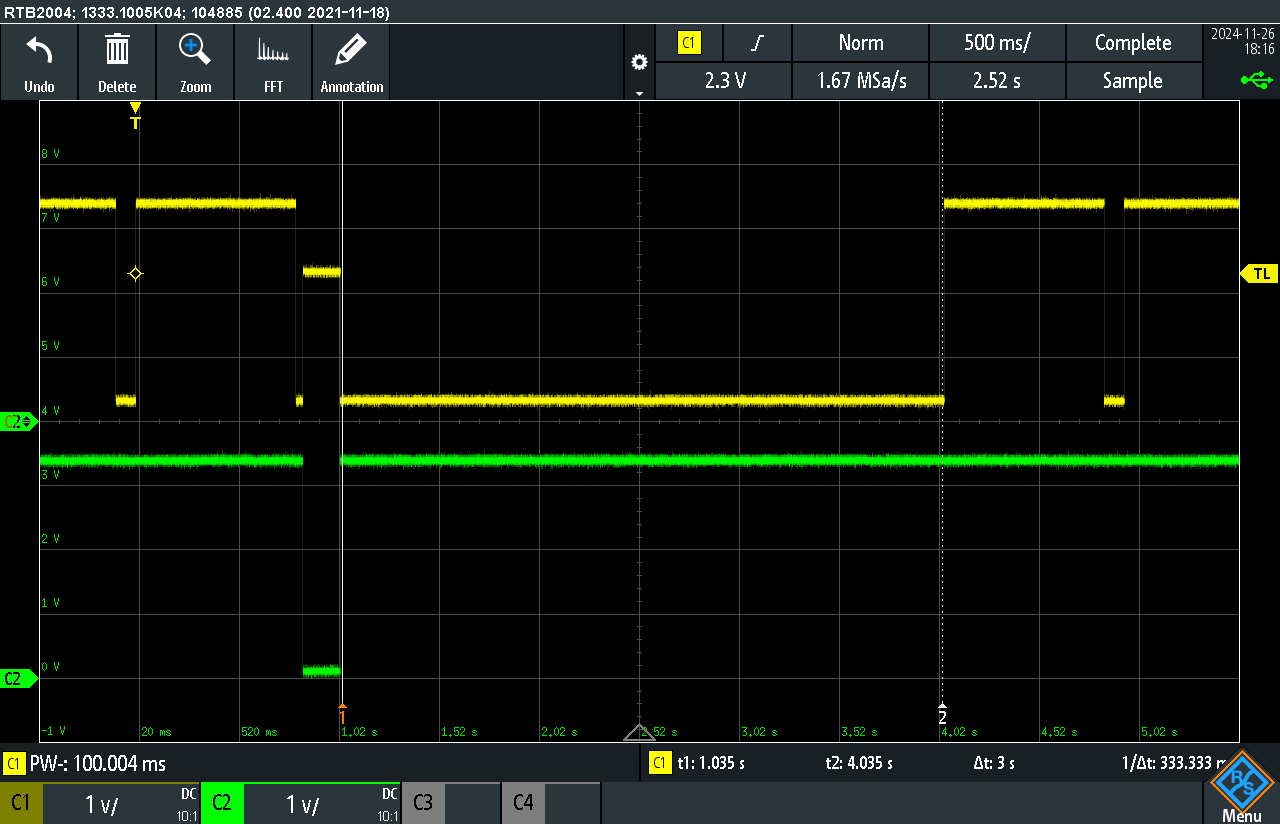 RTB2004; 1333.1005K04; 104885 (02.400 2021-11-18)
Undo Delete Zoom FFT Annotation
C1 Norm 500 ms/ Complete
2.3 V 1.67 MSa/s 2.52 s Sample
2024-11-26
18:16
T
8 V
7 V
6 V
TL
5 V
4 V
C2
3 V
2 V
1 V
0 V
C2
1 2
-1 V 20 ms 520 ms 1.02 s 1.52 s 2.02 s 2.52 s 3.02 s 3.52 s 4.02 s 4.52 s 5.02 s
C1 PW-: 100.004 ms C1 t1: 1.035 s t2: 4.035 s Δt: 3 s 1/Δt: 333.333
C1 1 V/ DC 10:1 C2 1 V/ DC 10:1 C3 C4
R S
Menu